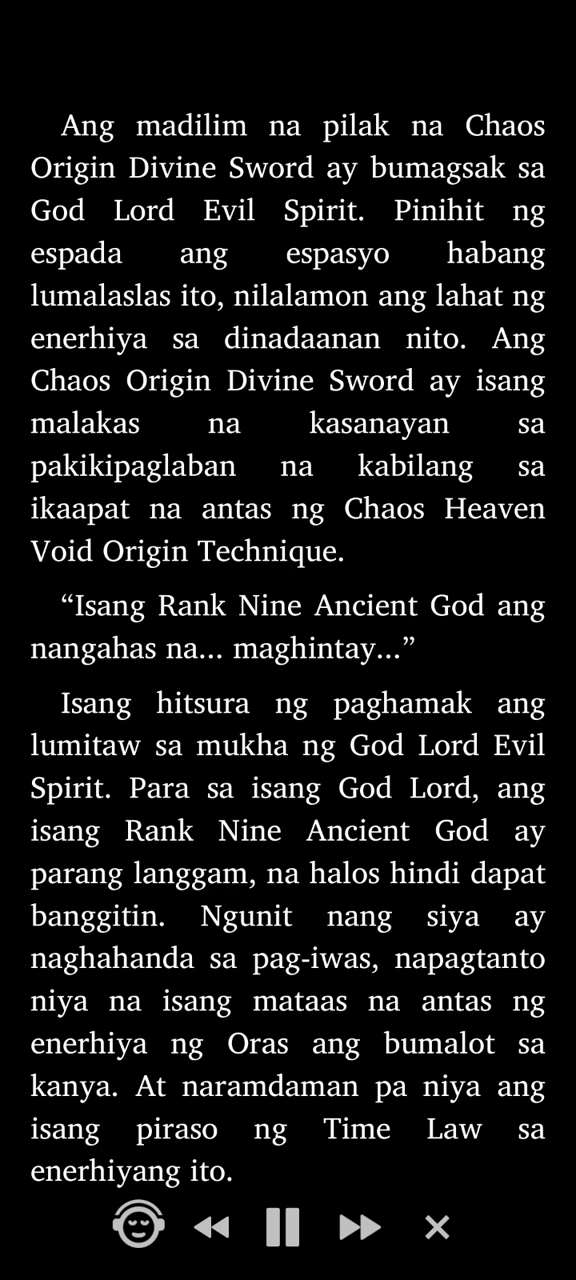 Ang madilim na pilak na Chaos
Origin Divine Sword ay bumagsak sa
God Lord Evil Spirit. Pinihit ng
espada ang espasyo habang
lumalaslas ito, nilalamon ang lahat ng
enerhiya sa dinadaanan nito. Ang
Chaos Origin Divine Sword ay isang
malakas na kasanayan sa
pakikipaglaban na kabilang sa
ikaapat na antas ng Chaos Heaven
Void Origin Technique.
“Isang Rank Nine Ancient God ang
nangahas na... maghintay...”
Isang hitsura ng paghamak ang
lumitaw sa mukha ng God Lord Evil
Spirit. Para sa isang God Lord, ang
isang Rank Nine Ancient God ay
parang langgam, na halos hindi dapat
banggitin. Ngunit nang siya ay
naghahanda sa pag-iwas, napagtanto
niya na isang mataas na antas ng
enerhiya ng Oras ang bumalot sa
kanya. At naramdaman pa niya ang
isang piraso ng Time Law sa
enerhiyang ito.